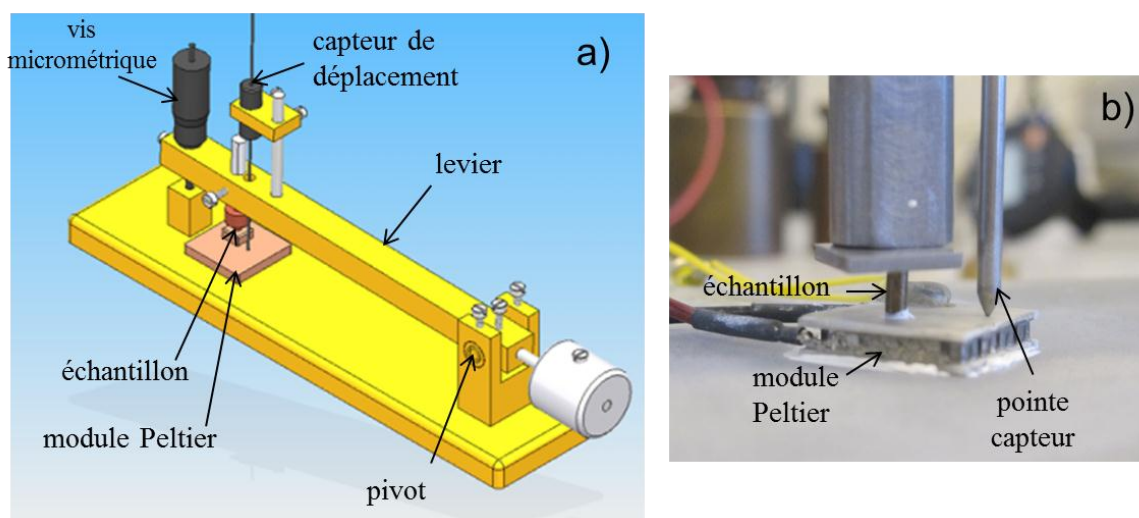 vis
micrométrique
capteur de
déplacement
a)
levier
échantillon
module Peltier
pivot
b)
échantillon
module
Peltier
pointe
capteur